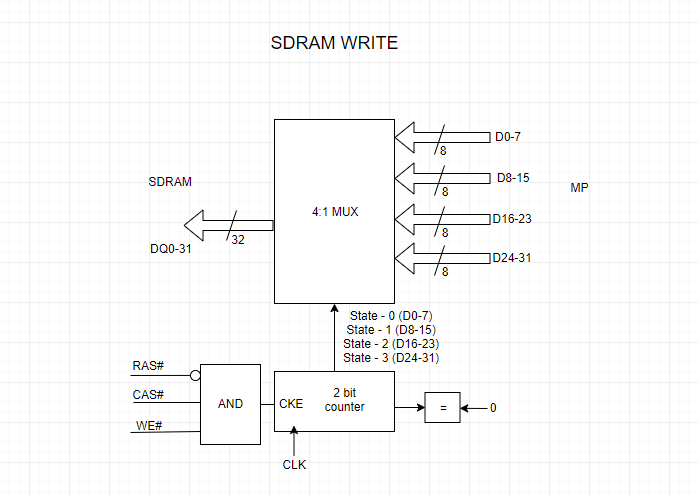 SDRAM WRITE
D0-7
8
SDRAM
D8-15
8
MP
4:1 MUX
D16-23
8
32
DQ0-31
D24-31
8
State - 0 (D0-7)
State - 1 (D8-15)
State - 2 (D16-23)
State - 3 (D24-31)
RAS#
CAS#
WE#
AND
CKE
2 bit
counter
=
0
CLK